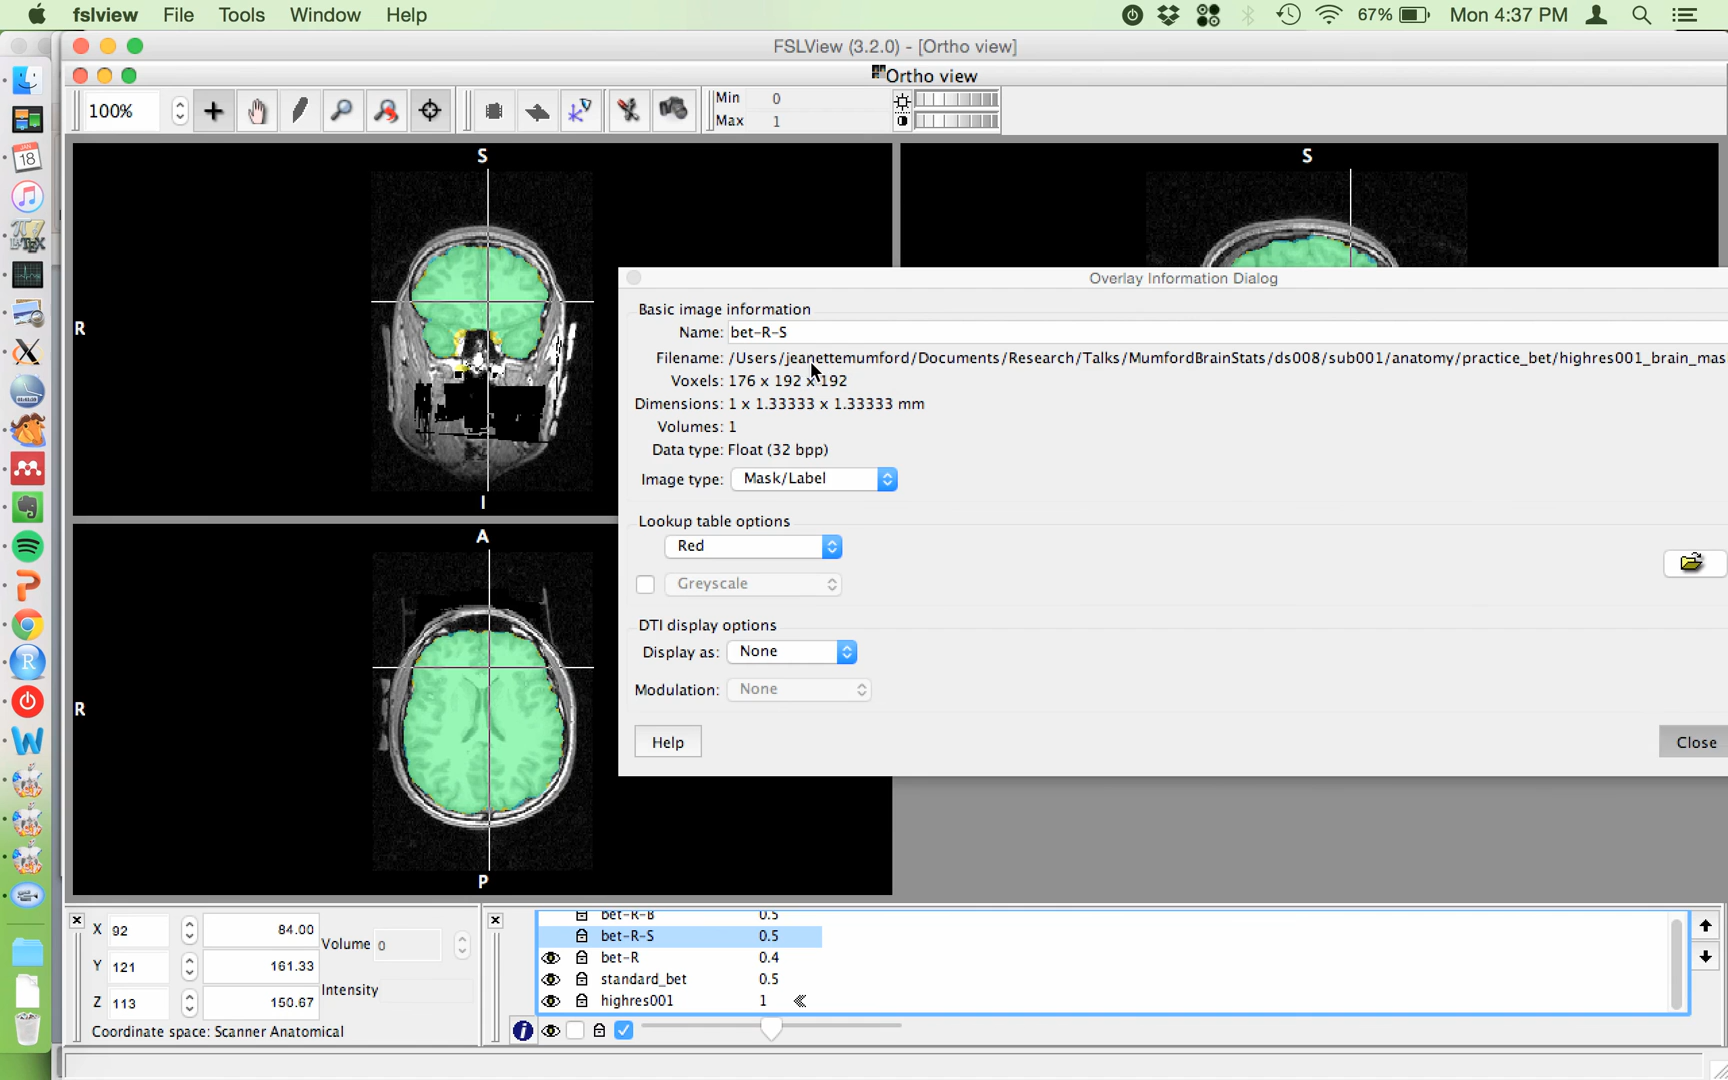 fslview File Tools Window Help 67% Mon 4:37 PM
FSLView (3.2.0) - [Ortho view]
Ortho view
100% Min 0
Max 1
18
S S
R
I
A
R
P
Overlay Information Dialog
Basic image information
Name: bet-R-S
Filename: /Users/jeanettemumford/Documents/Research/Talks/MumfordBrainStats/ds008/sub001/anatomy/practice_bet/highres001_brain_mas
Voxels: 176 x 192 x 192
Dimensions: 1 x 1.33333 x 1.33333 mm
Volumes: 1
Data type: Float (32 bpp)
Image type: Mask/Label
Lookup table options
Red
Greyscale
DTI display options
Display as: None
Modulation: None
Help Close
X 92 84.00
Y 121 161.33
Z 113 150.67
Volume 0
Intensity
Coordinate space: Scanner Anatomical
bet-R-B 0.5
bet-R-S 0.5
bet-R 0.4
standard_bet 0.5
highres001 1